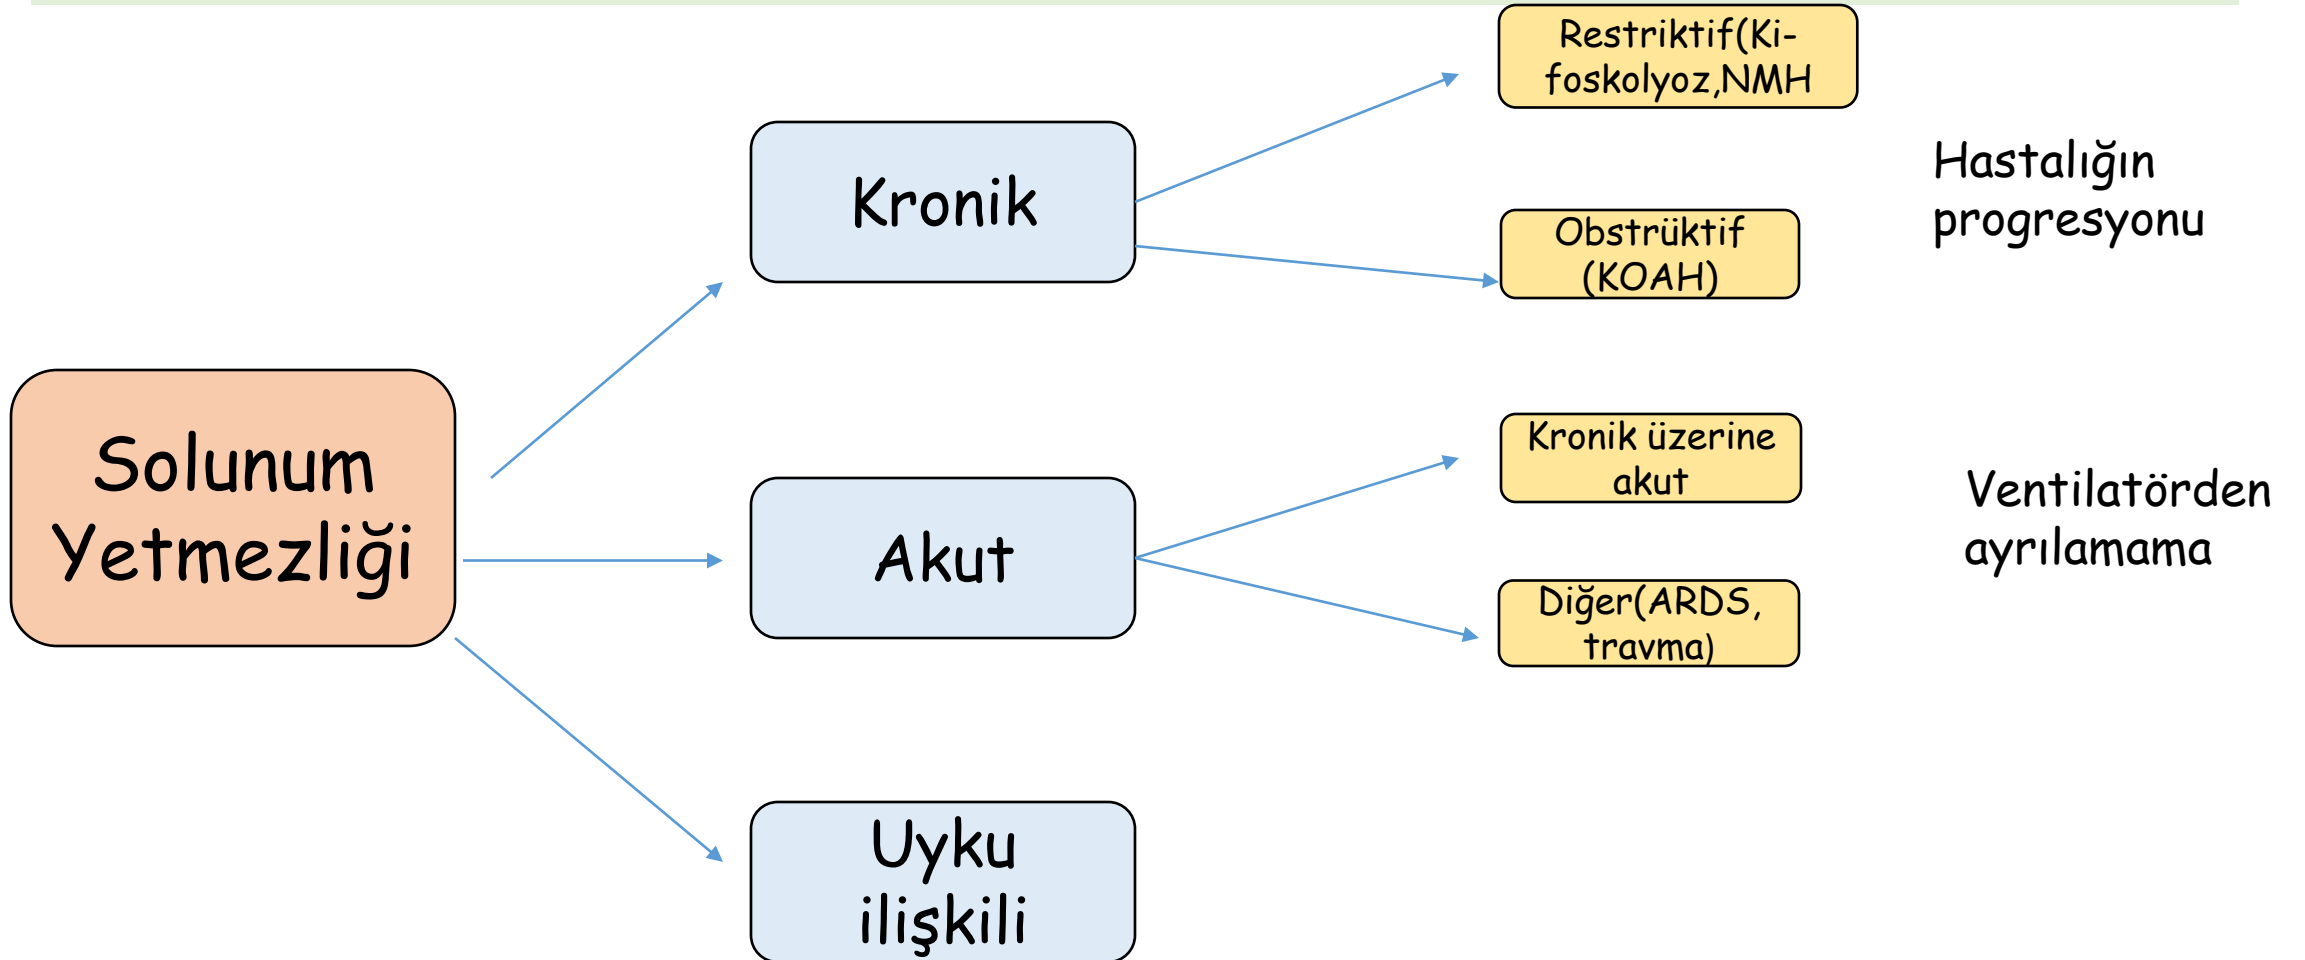 Restriktif(Ki-
foskolyoz,NMH
Kronik
Hastalığın
progresyonu
Obstrüktif
(KOAH)
Solunum
Yetmezliği
Kronik üzerine
akut
Akut
Ventilatörden
ayrılamama
Diğer(ARDS,
travma)
Uyku
ilişkili